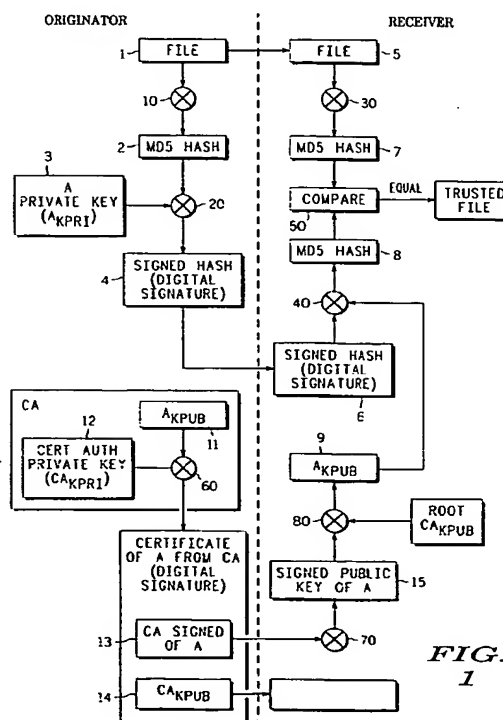 ORIGINATOR
RECEIVER
1
FILE
FILE
5
10
30
2
MD5 HASH
MD5 HASH
7
3
A
PRIVATE KEY
(AKPRI)
20
COMPARE
EQUAL
TRUSTED
FILE
50
MD5 HASH
8
4
SIGNED HASH
(DIGITAL
SIGNATURE)
40
SIGNED HASH
(DIGITAL
SIGNATURE)
6
CA
12
AKPUB
11
CERT AUTH
PRIVATE KEY
(CAKPRI)
60
9
AKPUB
80
ROOT
CAKPUB
CERTIFICATE
OF A FROM CA
(DIGITAL
SIGNATURE)
SIGNED PUBLIC
KEY OF A
15
13
CA SIGNED
OF A
70
14
CAKPUB
FIG.
1